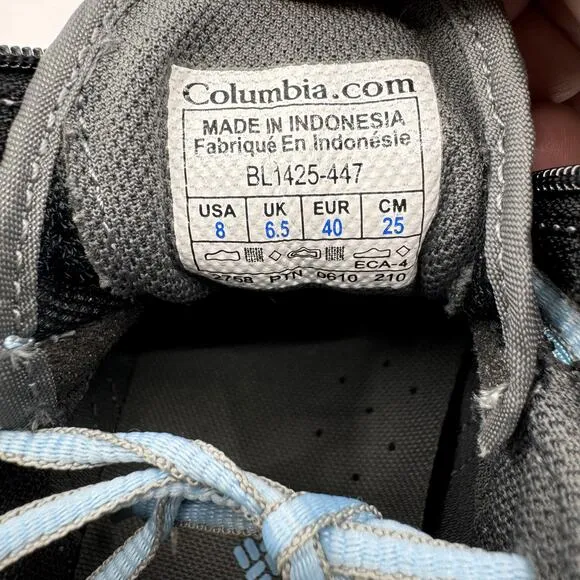 Columbia.com
MADE IN INDONESIA
Fabriqué En Indonésie
BL1425-447
USA UK EUR CM
8 6.5 40 25
ECA-4
2758 PTN 0610 210